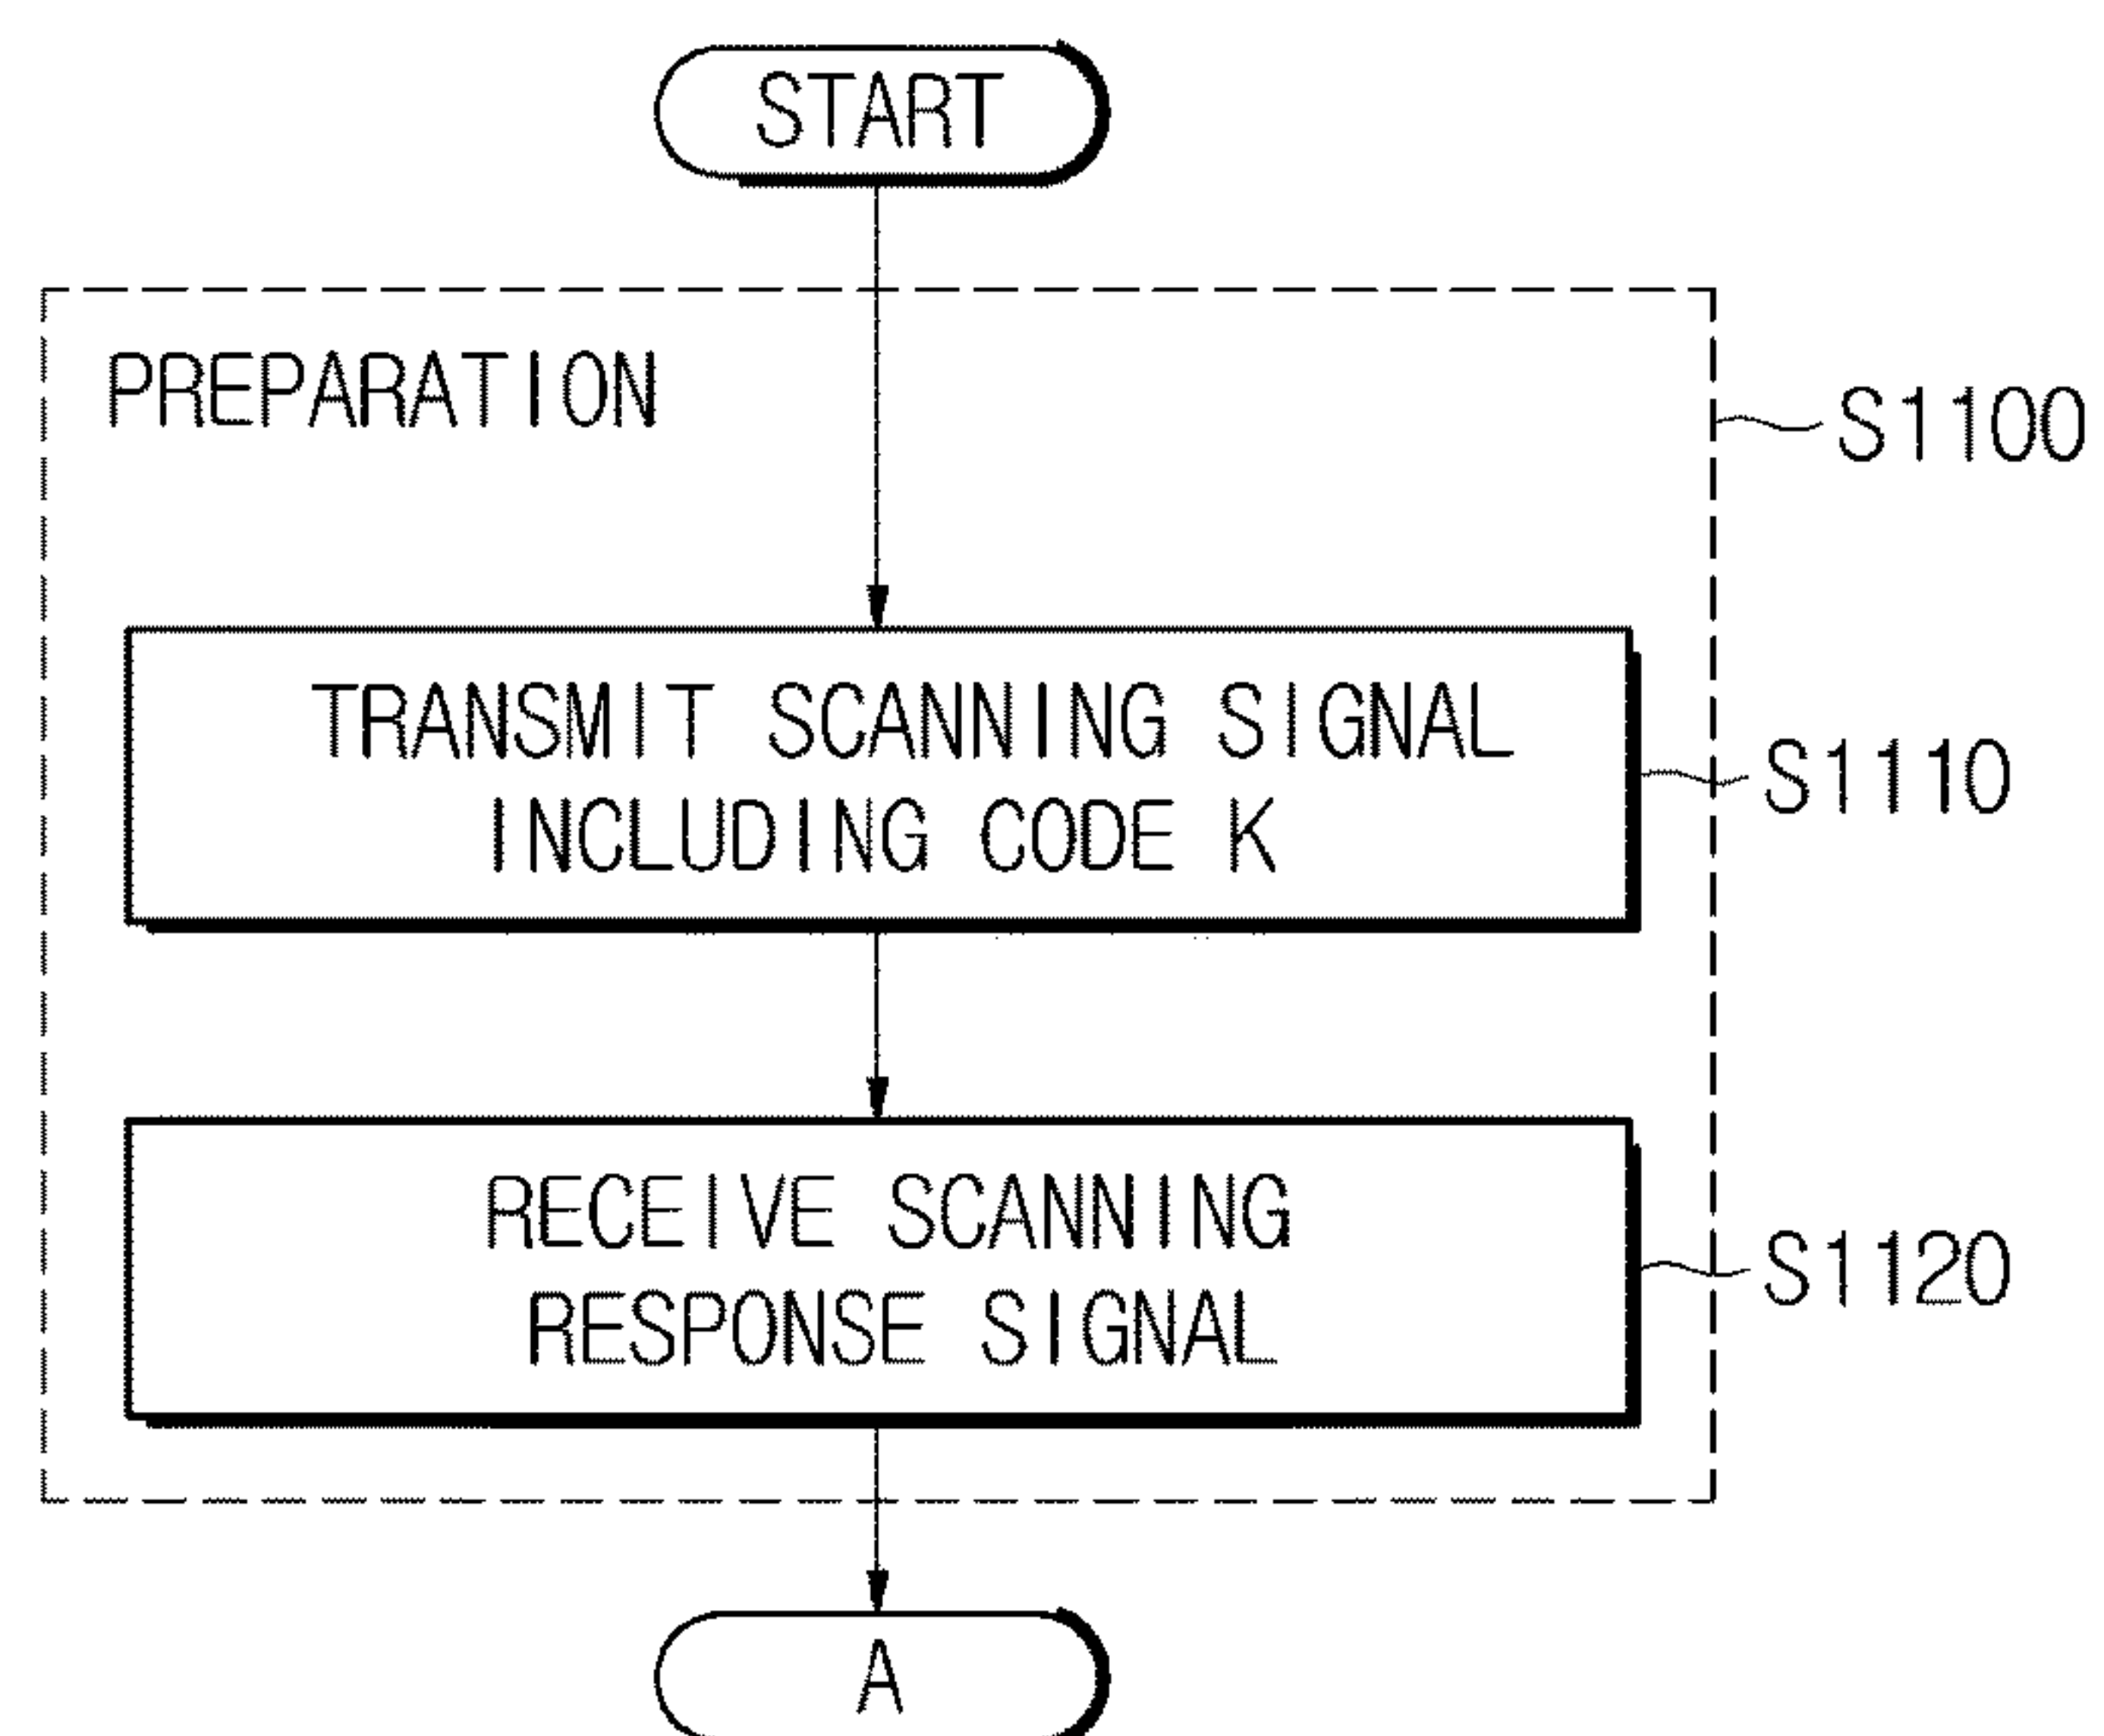 START
PREPARATION
S1100
TRANSMIT SCANNING SIGNAL
INCLUDING CODE K
S1110
RECEIVE SCANNING
RESPONSE SIGNAL
S1120
A